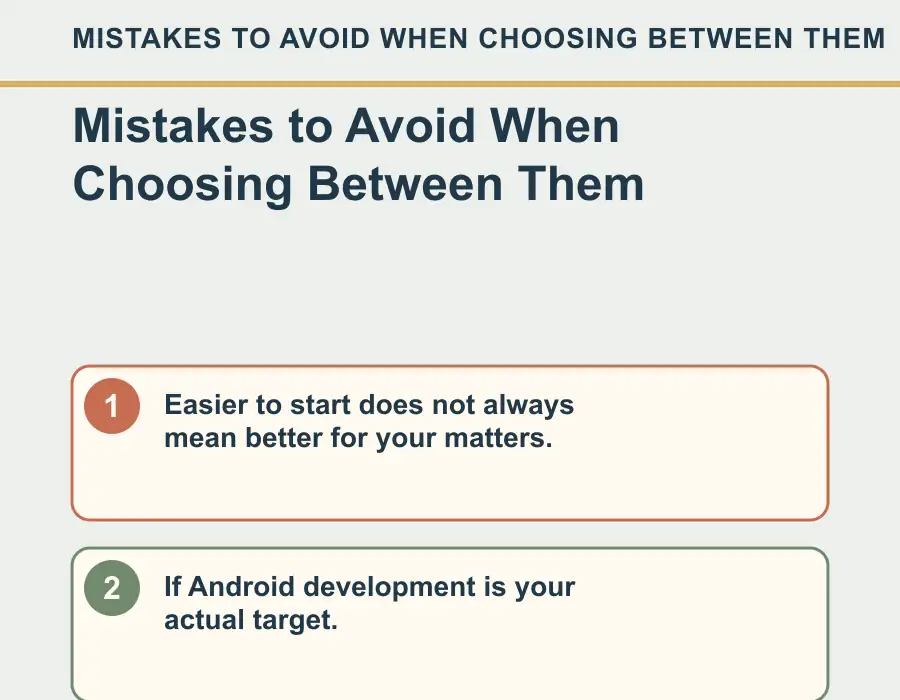 MISTAKES TO AVOID WHEN CHOOSING BETWEEN THEM
Mistakes to Avoid When
Choosing Between Them
1
Easier to start does not always
mean better for your matters.
2
If Android development is your
actual target.